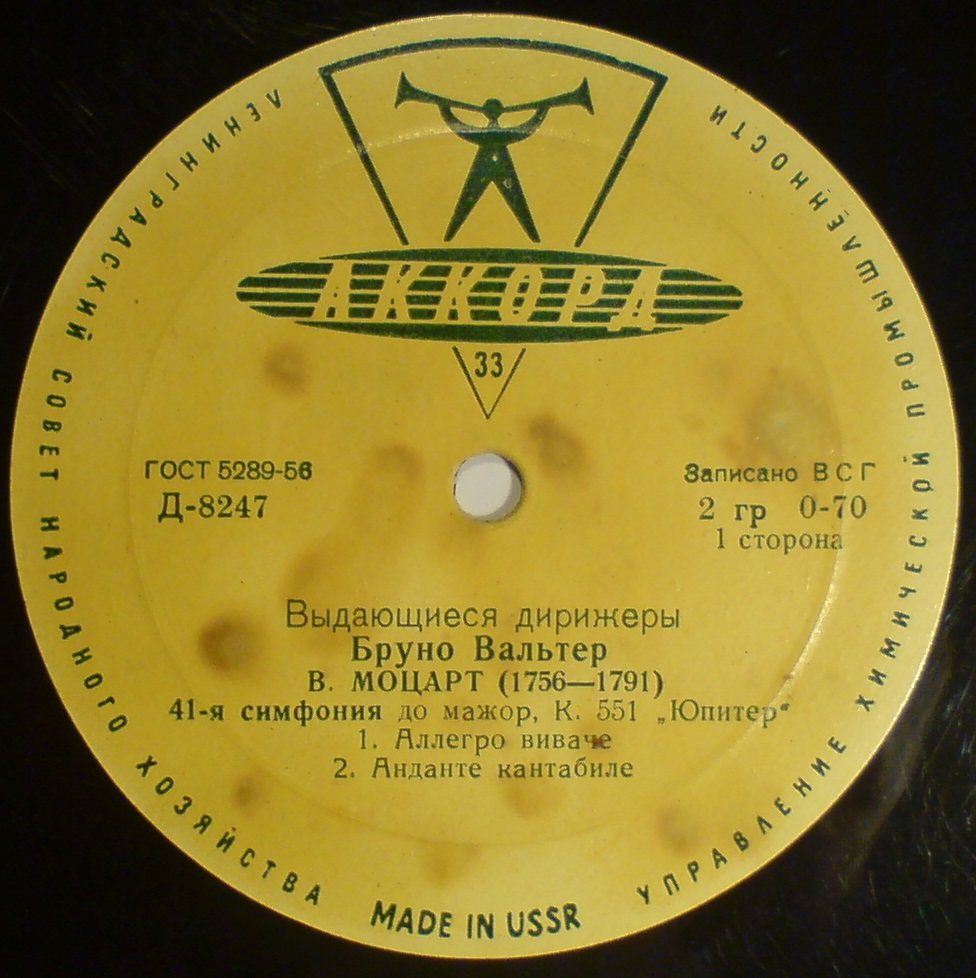 ЛЕНИНГРАДСКИЙ СОВЕТ НАРОДНОГО ХОЗЯЙСТВА
УПРАВЛЕНИЕ ХИМИЧЕСКОЙ ПРОМЫШЛЕННОСТИ
АККОРД
33
ГОСТ 5289-56
Д-8247
Записано ВСГ
2 гр 0-70
1 сторона
Выдающиеся дирижеры
Бруно Вальтер
В. МОЦАРТ (1756—1791)
41-я симфония до мажор, К. 551 „Юпитер“
1. Аллегро виваче
2. Анданте кантабиле
MADE IN USSR